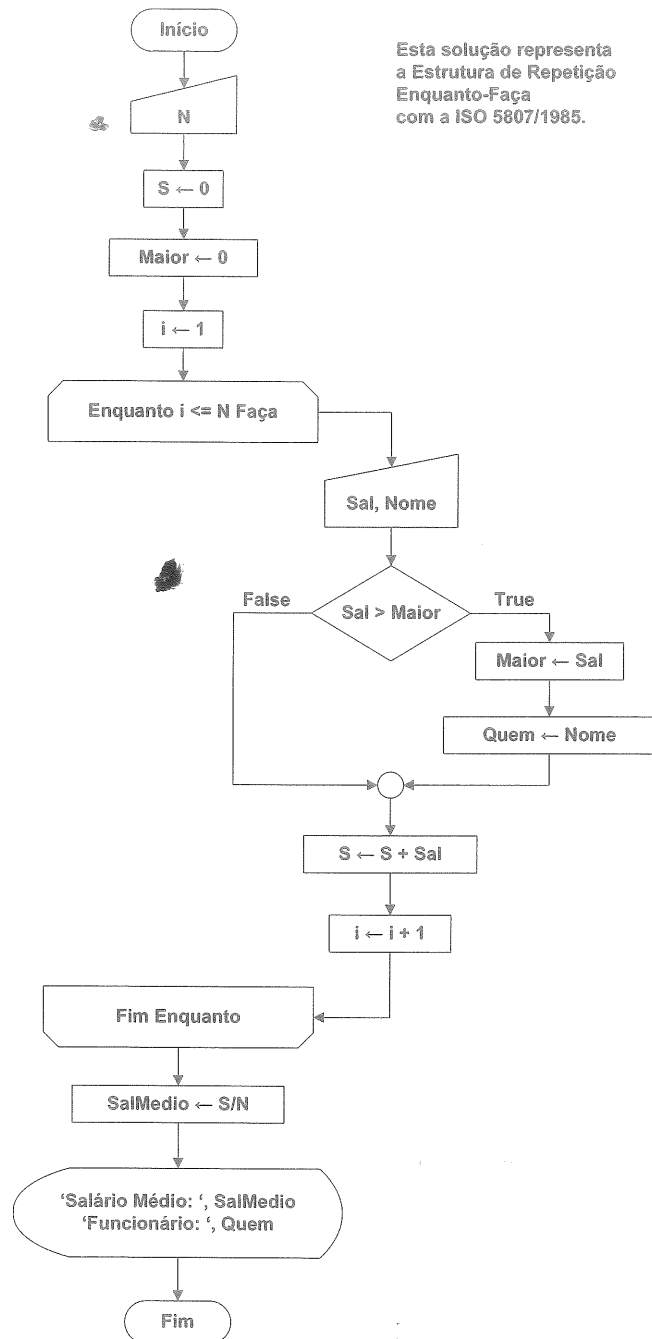 Início
Esta solução representa
a Estrutura de Repetição
Enquanto-Faça
com a ISO 5807/1985.
N
S ← 0
Maior ← 0
i ← 1
Enquanto i <= N Faça
Sal, Nome
False
Sal > Maior
True
Maior ← Sal
Quem ← Nome
S ← S + Sal
i ← i + 1
Fim Enquanto
SalMedio ← S/N
‘Salário Médio: ‘, SalMedio
‘Funcionário: ‘, Quem
Fim